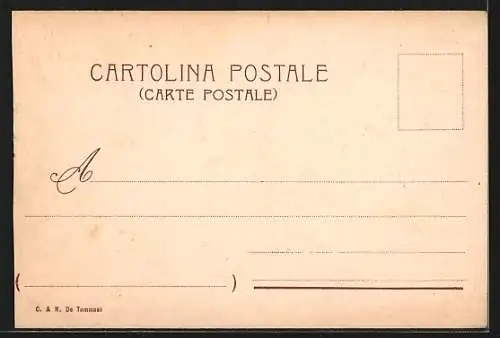 CARTOLINA POSTALE
(CARTE POSTALE)
A
( )
C. & N. De Tommasi